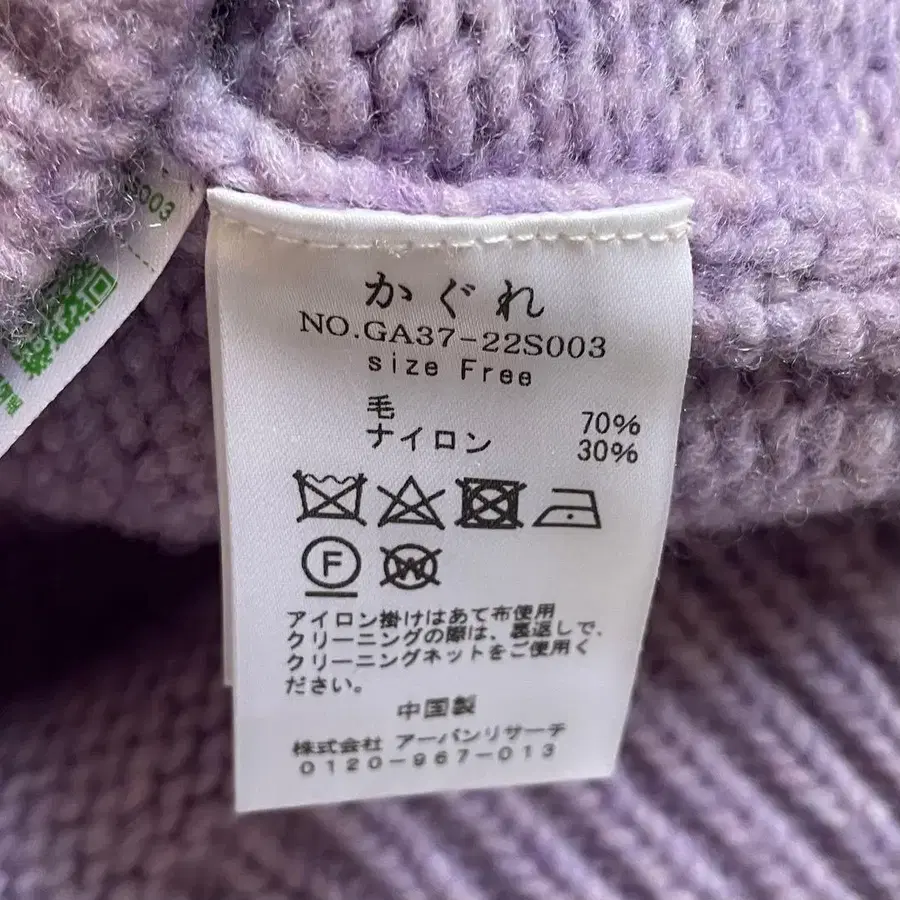 かぐれ
NO.GA37-22S003
size Free
毛 70%
ナイロン 30%
F
W
アイロン掛けはあて布使用
クリーニングの際は、裏返しで、
クリーニングネットをご使用く
ださい。
中国製
株式会社 アーバンリサーチ
0120-967-013
S003